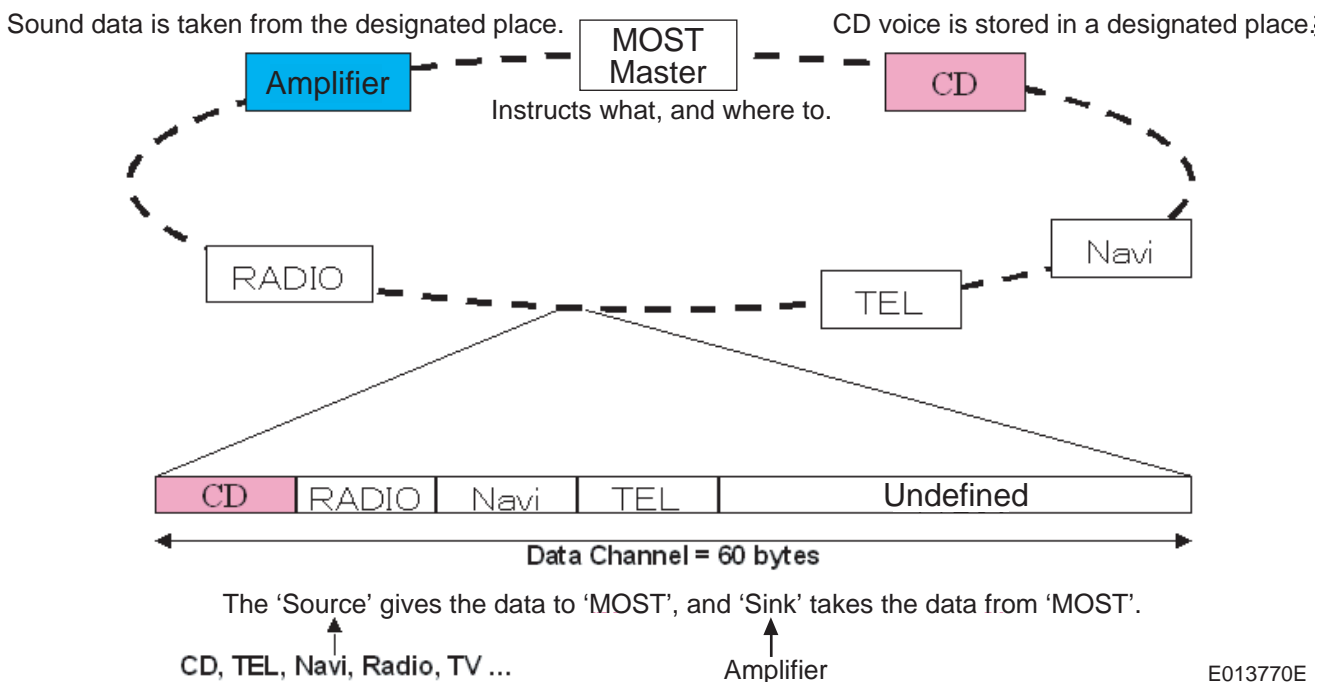 Sound data is taken from the designated place.
CD voice is stored in a designated place.
MOST
Master
Amplifier
CD
Instructs what, and where to.
Navi
RADIO
TEL
CD
RADIO
Navi
TEL
Undefined
Data Channel = 60 bytes
The ‘Source’ gives the data to ‘MOST’, and ‘Sink’ takes the data from ‘MOST’.
CD, TEL, Navi, Radio, TV ...
Amplifier
E013770E